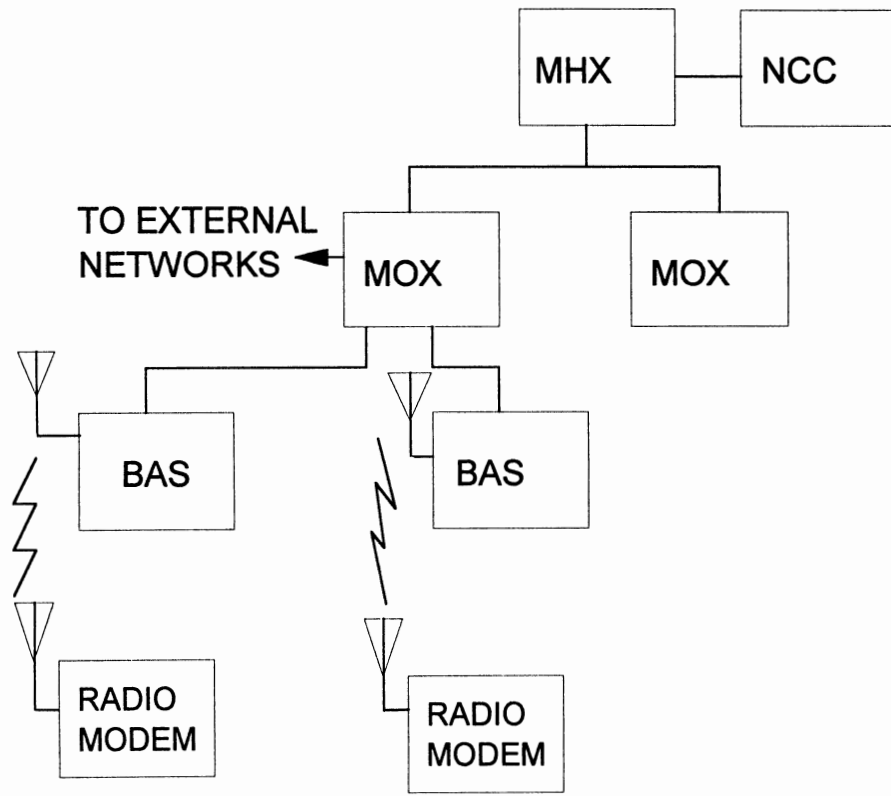 MHX
NCC
TO EXTERNAL
NETWORKS
MOX
MOX
BAS
BAS
RADIO
MODEM
RADIO
MODEM